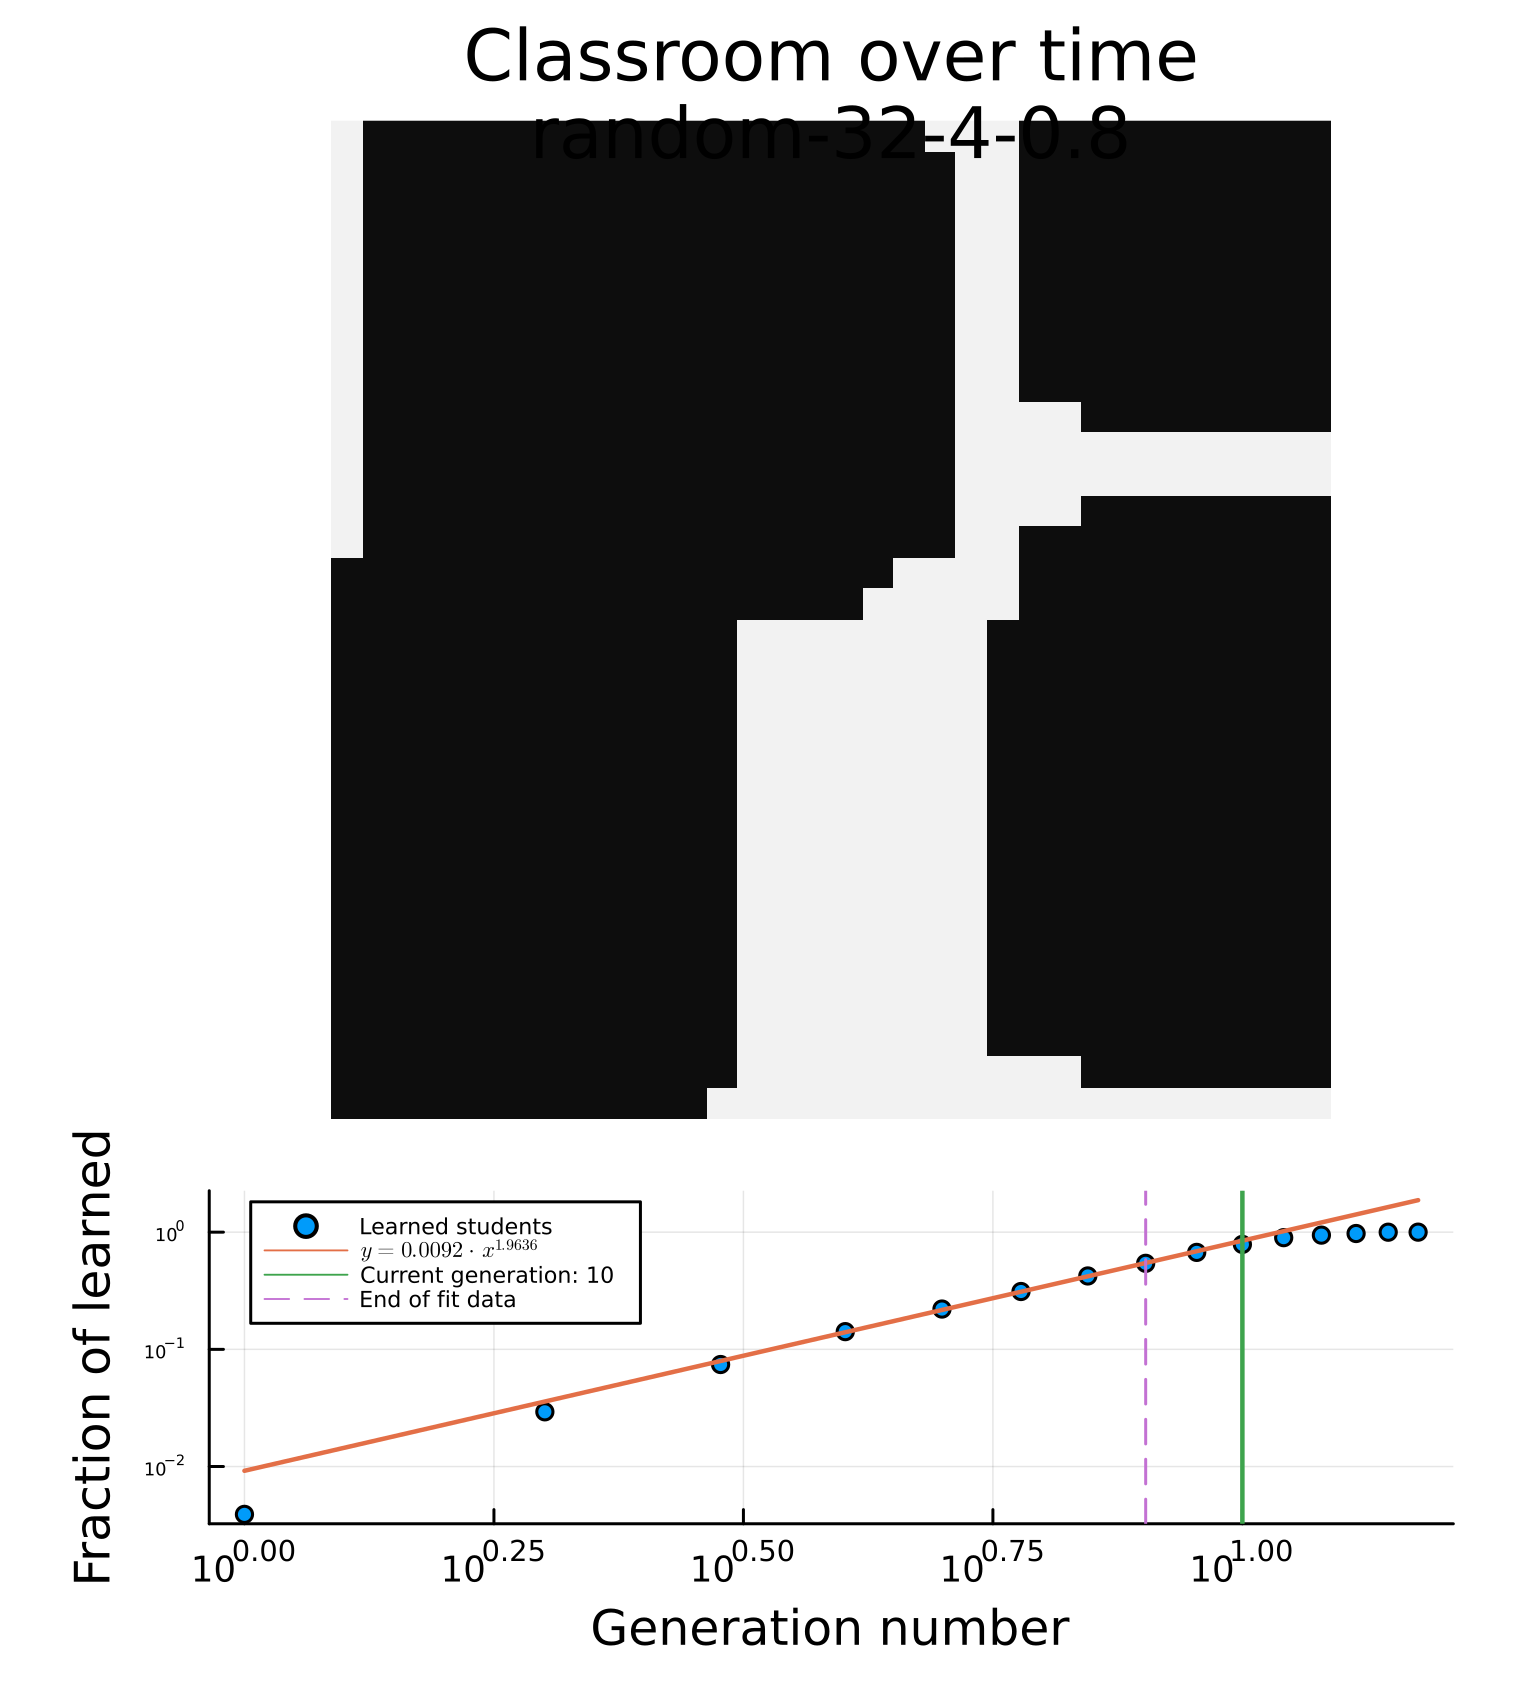 Classroom over time
random-32-4-0.8
Fraction of learned
10⁰
10⁻¹
10⁻²
Learned students
y = 0.0092 · x^1.9636
Current generation: 10
End of fit data
10^0.00 10^0.25 10^0.50 10^0.75 10^1.00
Generation number